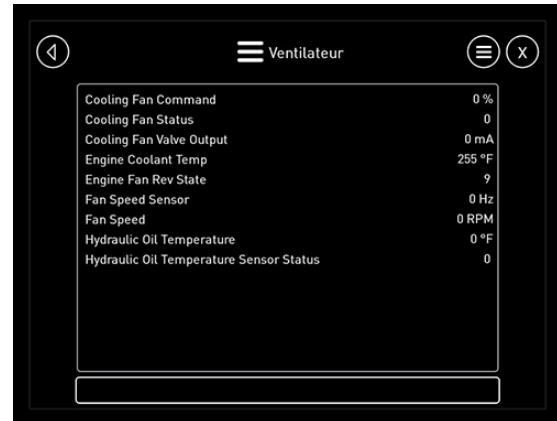 Ventilateur
X
Cooling Fan Command 0 %
Cooling Fan Status 0
Cooling Fan Valve Output 0 mA
Engine Coolant Temp 255 °F
Engine Fan Rev State 9
Fan Speed Sensor 0 Hz
Fan Speed 0 RPM
Hydraulic Oil Temperature 0 °F
Hydraulic Oil Temperature Sensor Status 0